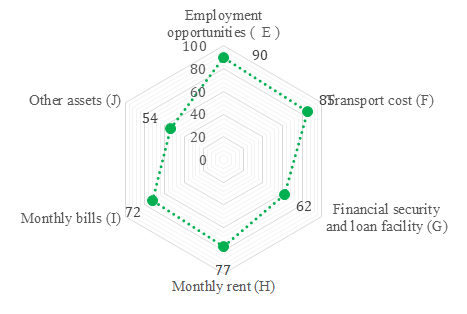 Employment
opportunities ( E )
100
90
80
85
Transport cost (F)
Other assets (J)
60
54
40
20
0
Monthly bills (I)
72
62
Financial security
and loan facility (G)
77
Monthly rent (H)